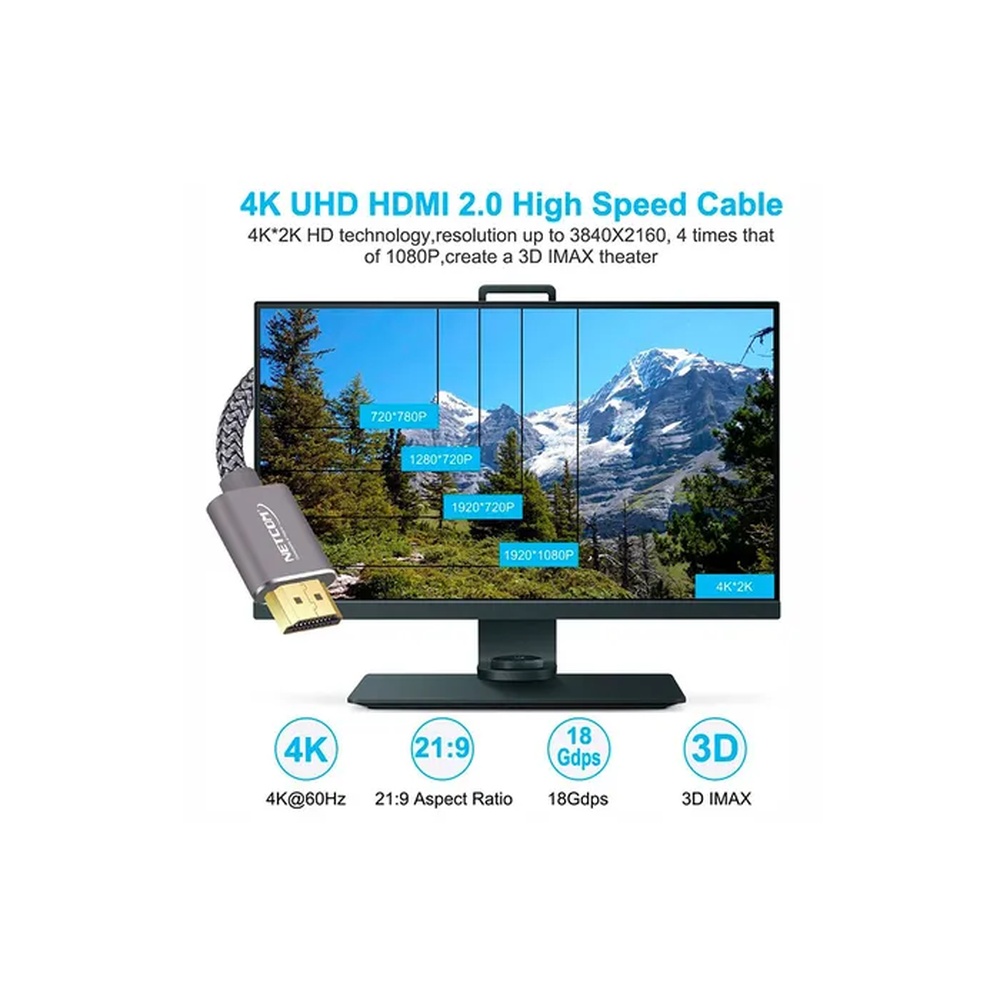 4K UHD HDMI 2.0 High Speed Cable
4K*2K HD technology,resolution up to 3840X2160, 4 times that
of 1080P,create a 3D IMAX theater
720*780P
1280*720P
1920*720P
1920*1080P
4K*2K
NETCOM
4K
21:9
18
Gdps
3D
4K@60Hz
21:9 Aspect Ratio
18Gdps
3D IMAX